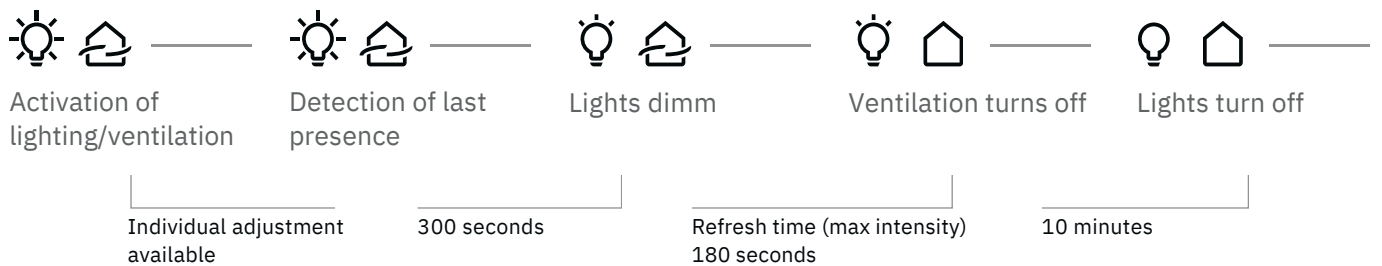 Activation of
lighting/ventilation
Detection of last
presence
Lights dimm
Ventilation turns off
Lights turn off
Individual adjustment
available
300 seconds
Refresh time (max intensity)
180 seconds
10 minutes